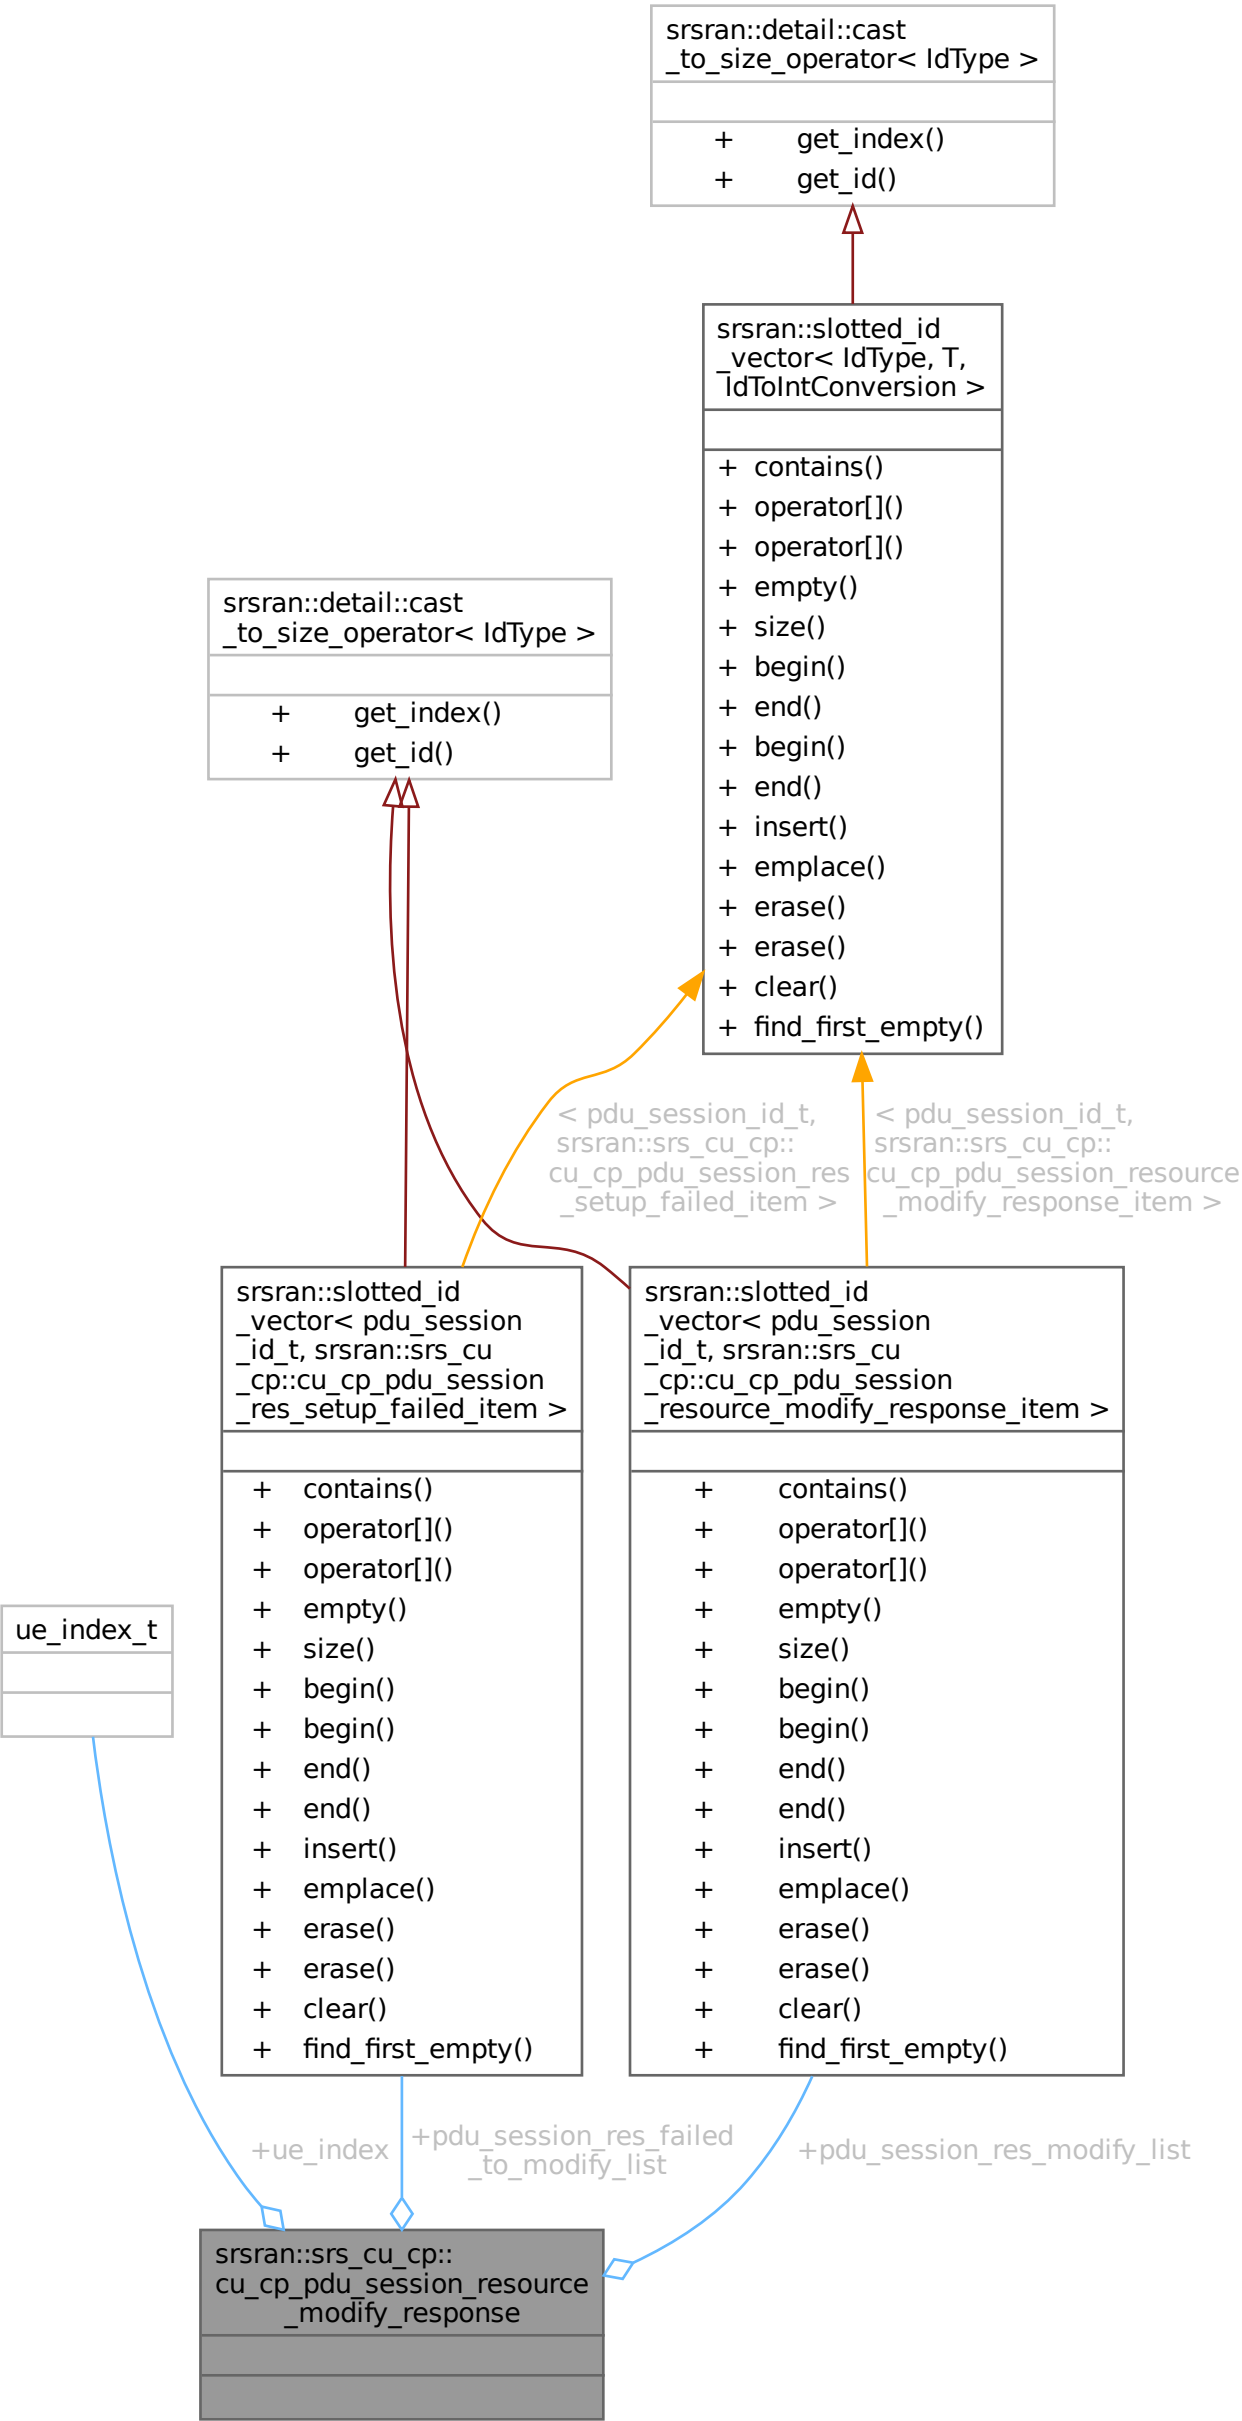 srsran::detail::cast
_to_size_operator< IdType >
+ get_index()
+ get_id()
srsran::slotted_id
_vector< IdType, T,
IdToIntConversion >
+ contains()
+ operator[]()
+ operator[]()
+ empty()
+ size()
+ begin()
+ end()
+ begin()
+ end()
+ insert()
+ emplace()
+ erase()
+ erase()
+ clear()
+ find_first_empty()
srsran::detail::cast
_to_size_operator< IdType >
+ get_index()
+ get_id()
< pdu_session_id_t,
srsran::srs_cu_cp::
cu_cp_pdu_session_res
_setup_failed_item >
< pdu_session_id_t,
srsran::srs_cu_cp::
cu_cp_pdu_session_resource
_modify_response_item >
srsran::slotted_id
_vector< pdu_session
_id_t, srsran::srs_cu
_cp::cu_cp_pdu_session
_res_setup_failed_item >
+ contains()
+ operator[]()
+ operator[]()
+ empty()
+ size()
+ begin()
+ begin()
+ end()
+ end()
+ insert()
+ emplace()
+ erase()
+ erase()
+ clear()
+ find_first_empty()
srsran::slotted_id
_vector< pdu_session
_id_t, srsran::srs_cu
_cp::cu_cp_pdu_session
_resource_modify_response_item >
+ contains()
+ operator[]()
+ operator[]()
+ empty()
+ size()
+ begin()
+ begin()
+ end()
+ end()
+ insert()
+ emplace()
+ erase()
+ erase()
+ clear()
+ find_first_empty()
ue_index_t
+ue_index
+pdu_session_res_failed
_to_modify_list
+pdu_session_res_modify_list
srsran::srs_cu_cp::
cu_cp_pdu_session_resource
_modify_response